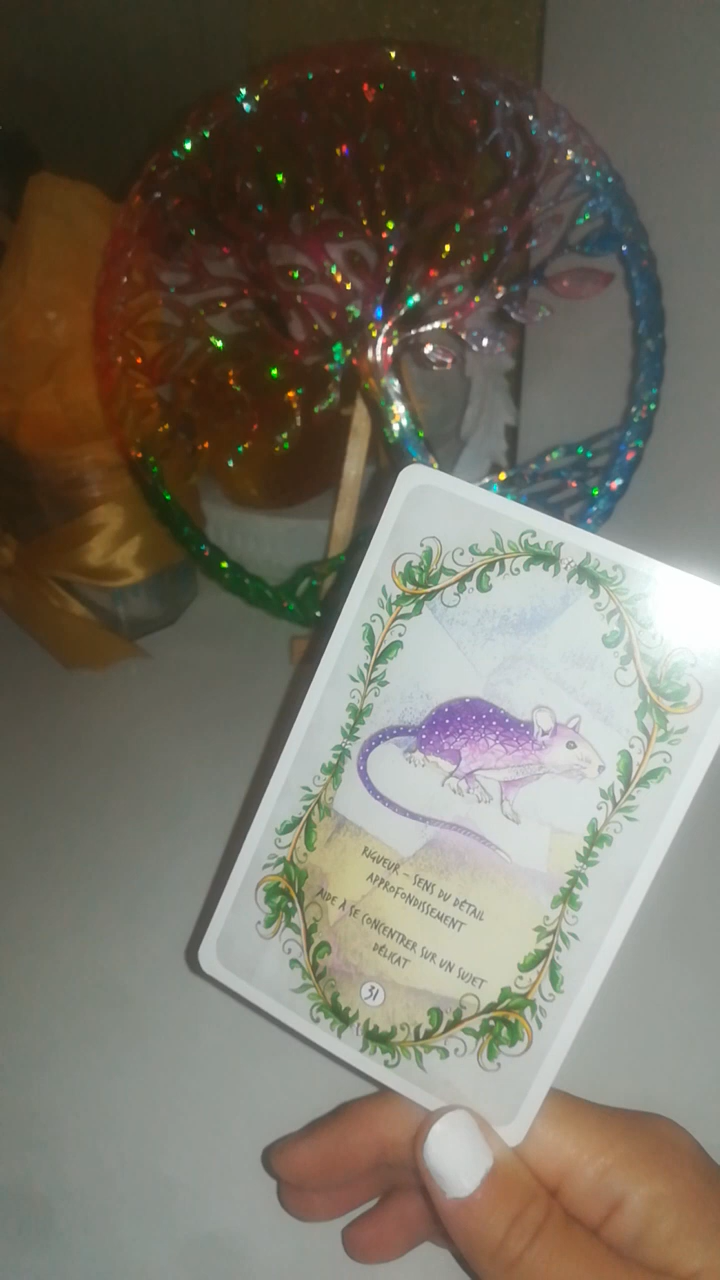 RIGUEUR – SENS DU DÉTAIL
APPROFONDISSEMENT
AIDE À SE CONCENTRER SUR UN SUJET
DÉLICAT
31